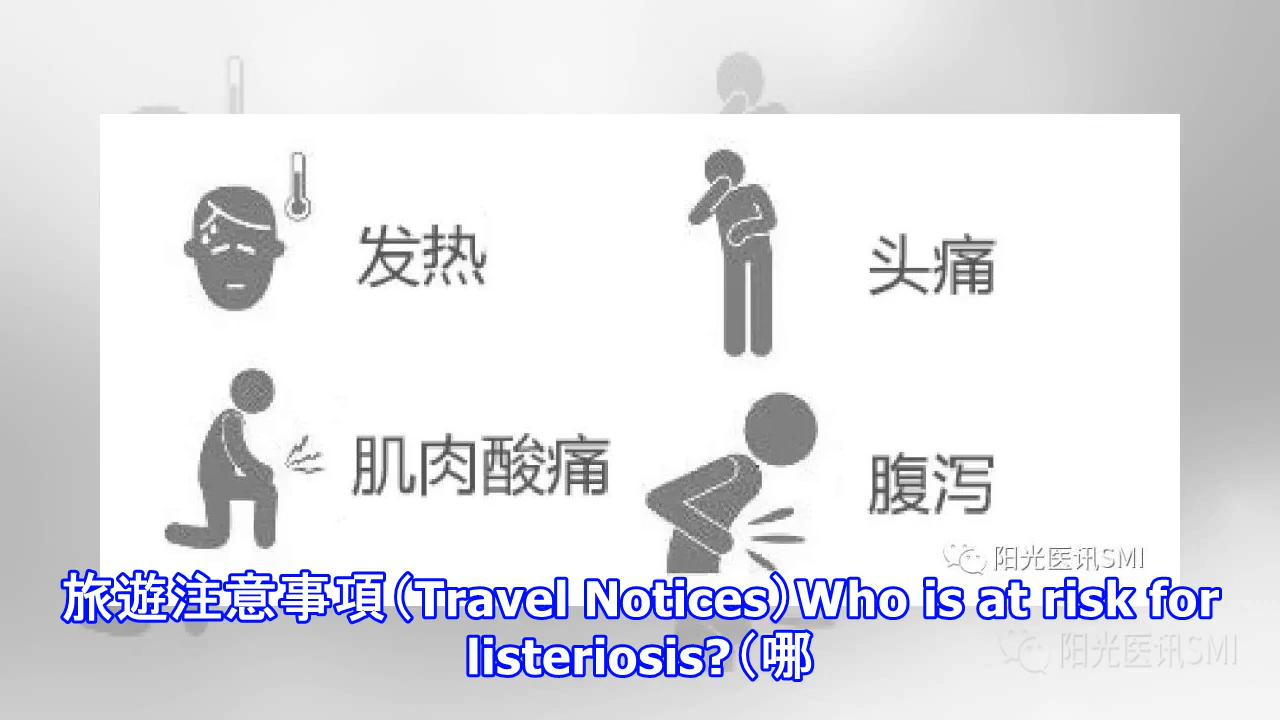 发热
头痛
肌肉酸痛
腹泻
阳光医讯SMI
旅遊注意事項（Travel Notices）Who is at risk for
listeriosis?（哪
阳光医讯SMI